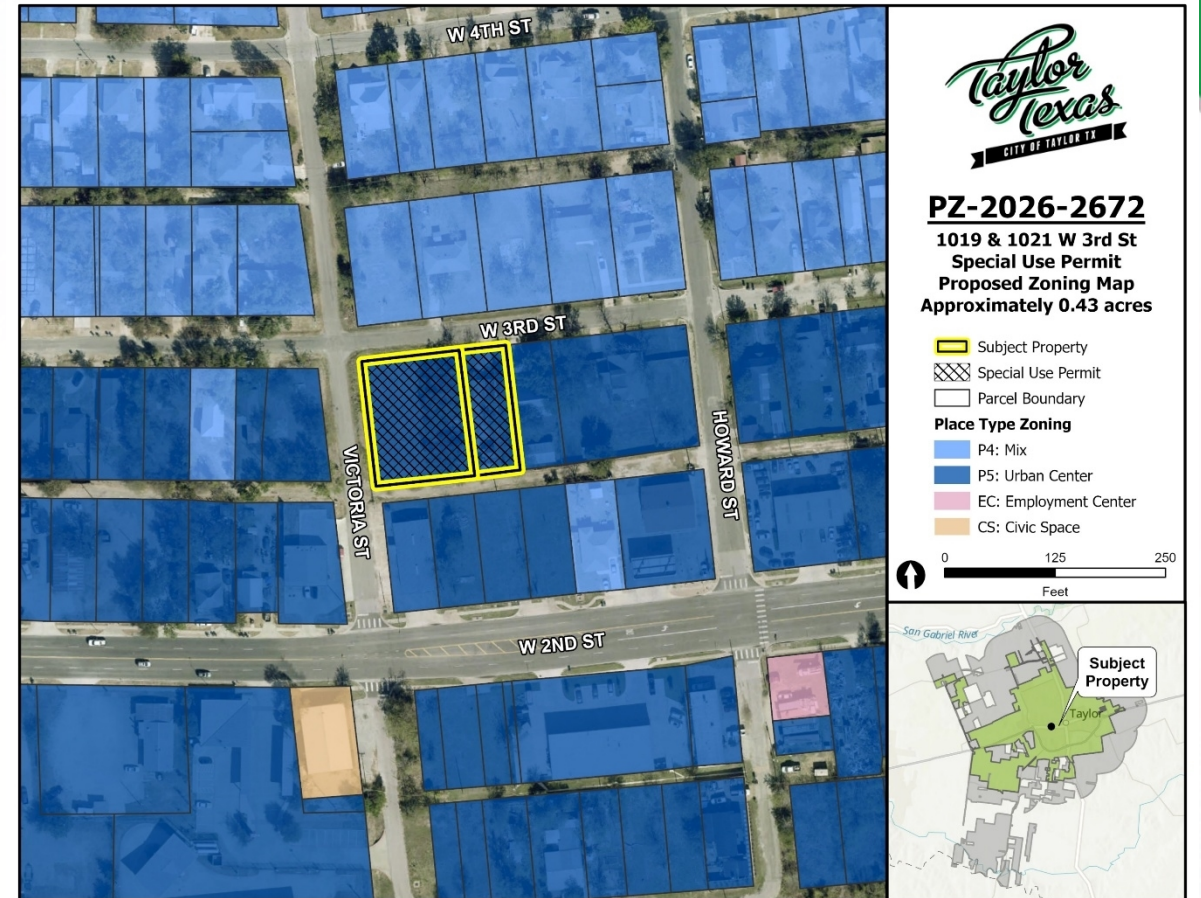 W 4TH ST
W 3RD ST
VICTORIA ST
HOWARD ST
W 2ND ST
Taylor
Texas
CITY OF TAYLOR TX
PZ-2026-2672
1019 & 1021 W 3rd St
Special Use Permit
Proposed Zoning Map
Approximately 0.43 acres
Subject Property
Special Use Permit
Parcel Boundary
Place Type Zoning
P4: Mix
P5: Urban Center
EC: Employment Center
CS: Civic Space
0 125 250
Feet
San Gabriel River
Subject
Property
Taylor